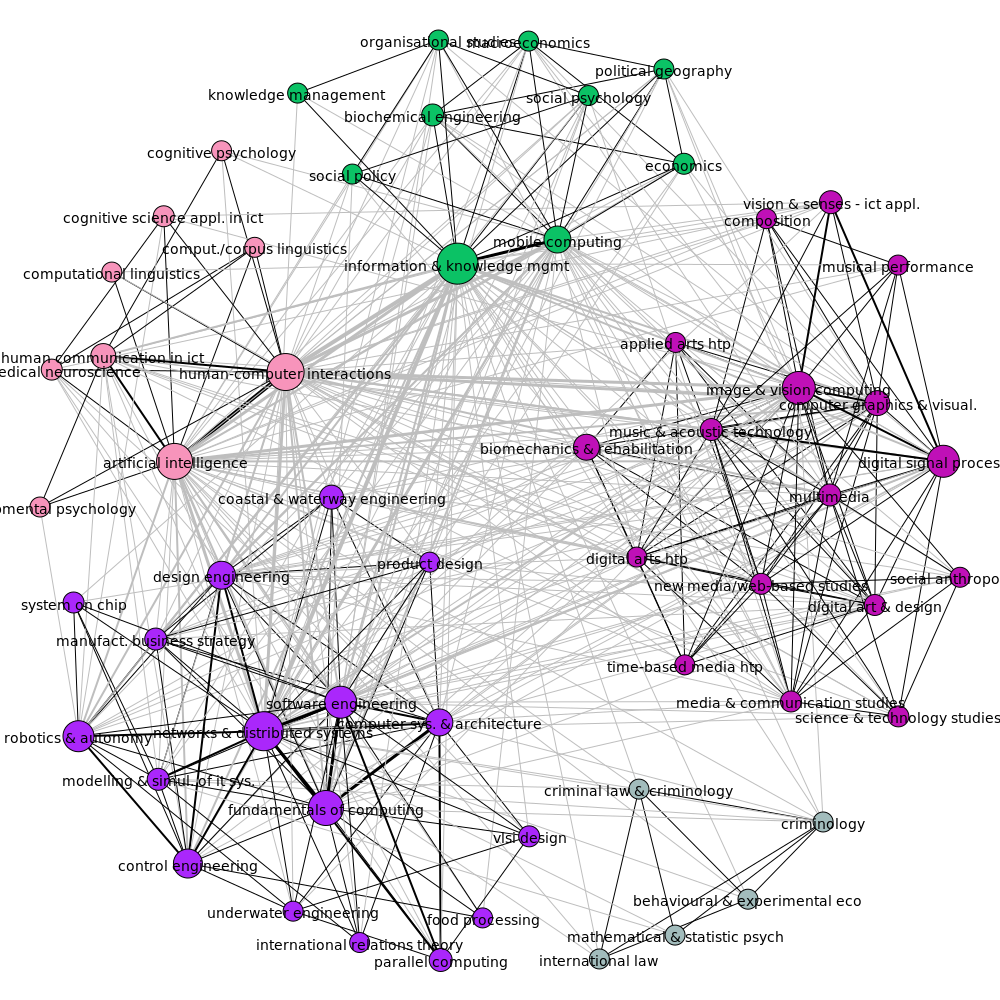 organisational studies
macroeconomics
political geography
knowledge management
social psychology
biochemical engineering
cognitive psychology
social policy
economics
vision & senses - ict appl.
composition
cognitive science appl. in ict
comput./corpus linguistics
mobile computing
information & knowledge mgmt
musical performance
computational linguistics
applied arts htp
human communication in ict
edical neuroscience
human-computer interactions
image & vision computing
computer graphics & visual.
music & acoustic technology
biomechanics & rehabilitation
artificial intelligence
digital signal proces
coastal & waterway engineering
multimedia
omental psychology
digital arts htp
product design
design engineering
new media/web-based studies
social anthropo
system on chip
digital art & design
manufact. business strategy
time-based media htp
software engineering
media & communication studies
science & technology studies
computer sys. & architecture
networks & distributed systems
robotics & autonomy
modelling & simul. of it sys.
criminal law & criminology
fundamentals of computing
criminology
vlsi design
control engineering
behavioural & experimental eco
underwater engineering
food processing
mathematical & statistic psych
international relations theory
parallel computing
international law